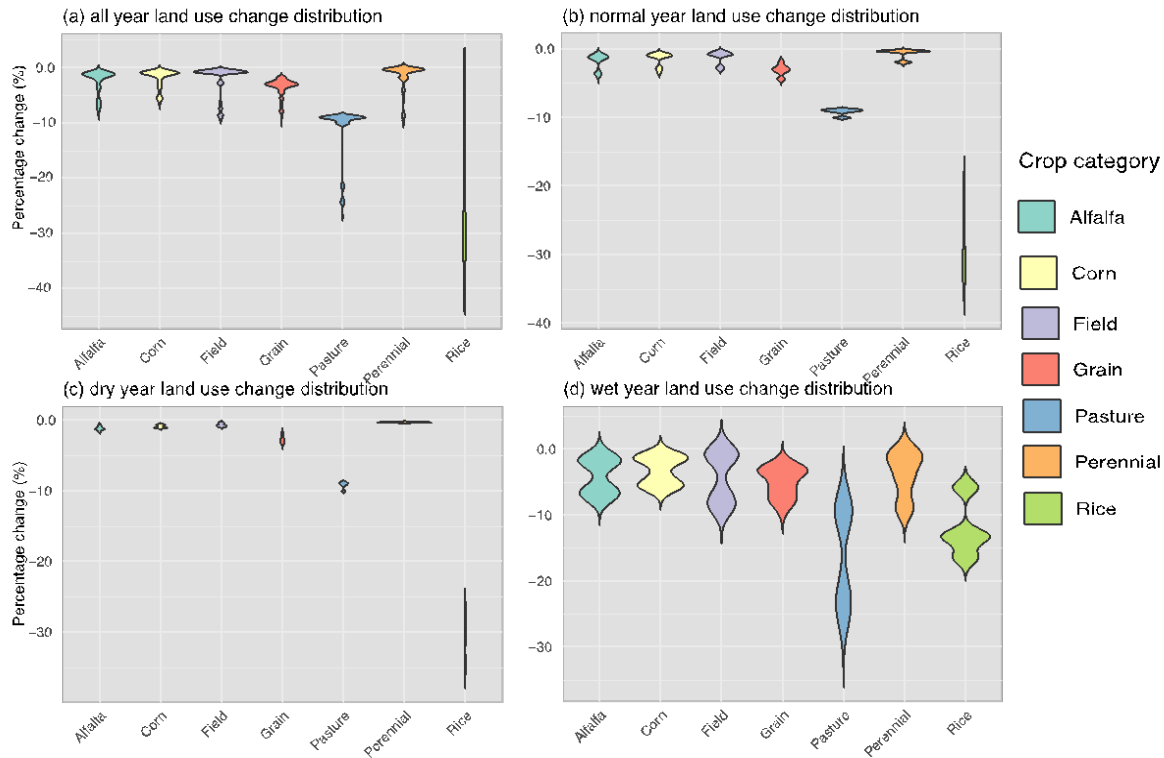 (a) all year land use change distribution
(b) normal year land use change distribution
Percentage change (%)
0.0
−10
−20
−30
−40
Alfalfa
Corn
Field
Grain
Pasture
Perennial
Rice
0.0
−10
−20
−30
−40
Alfalfa
Corn
Field
Grain
Pasture
Perennial
Rice
(c) dry year land use change distribution
(d) wet year land use change distribution
Percentage change (%)
0.0
−10
−20
−30
Alfalfa
Corn
Field
Grain
Pasture
Perennial
Rice
0.0
−10
−20
−30
Alfalfa
Corn
Field
Grain
Pasture
Perennial
Rice
Crop category
Alfalfa
Corn
Field
Grain
Pasture
Perennial
Rice